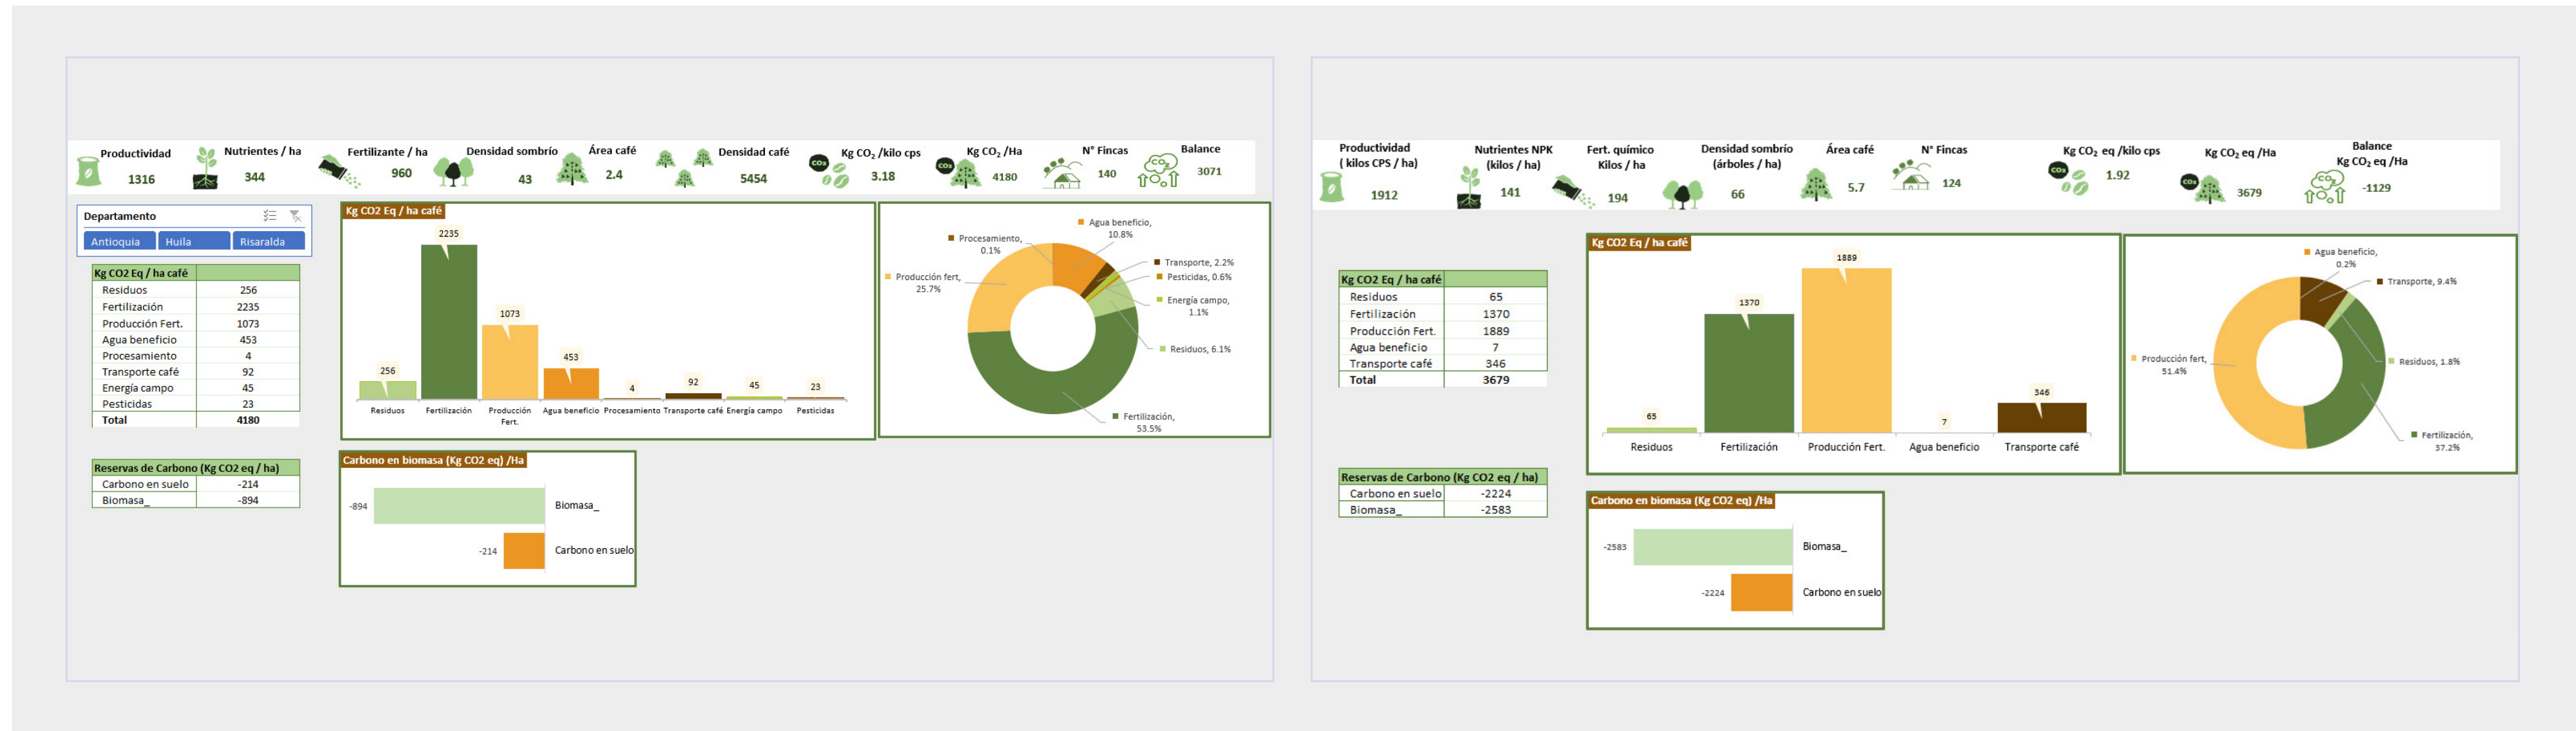 Productividad
1316
Nutrientes / ha
344
Fertilizante / ha
960
Densidad sombrío
43
Área café
2.4
Densidad café
5454
CO₂
Kg CO₂ /kilo cps
3.18
CO₂
Kg CO₂ /Ha
4180
N° Fincas
140
CO₂
Balance
3071
Departamento
Antioquia Huila Risaralda
Kg CO2 Eq / ha café
Residuos 256
Fertilización 2235
Producción Fert. 1073
Agua beneficio 453
Procesamiento 4
Transporte café 92
Energía campo 45
Pesticidas 23
Total 4180
Reservas de Carbono (Kg CO2 eq / ha)
Carbono en suelo -214
Biomasa_ -894
Kg CO2 Eq / ha café
256
2235
1073
453
4
92
45
23
Residuos
Fertilización
Producción
Fert.
Agua beneficio
Procesamiento
Transporte café
Energía campo
Pesticidas
Agua beneficio,
10.8%
Transporte, 2.2%
Pesticidas, 0.6%
Energía campo,
1.1%
Residuos, 6.1%
Fertilización,
53.5%
Producción fert,
25.7%
Procesamiento,
0.1%
Carbono en biomasa (Kg CO2 eq) /Ha
-894 Biomasa_
-214 Carbono en suelo
Productividad
( kilos CPS / ha)
1912
Nutrientes NPK
(kilos / ha)
141
Fert. químico
Kilos / ha
194
Densidad sombrío
(árboles / ha)
66
Área café
5.7
N° Fincas
124
CO₂
Kg CO₂ eq /kilo cps
1.92
CO₂
Kg CO₂ eq /Ha
3679
CO₂
Balance
Kg CO₂ eq /Ha
-1129
Kg CO2 Eq / ha café
Residuos 65
Fertilización 1370
Producción Fert. 1889
Agua beneficio 7
Transporte café 346
Total 3679
Reservas de Carbono (Kg CO2 eq / ha)
Carbono en suelo -2224
Biomasa_ -2583
Kg CO2 Eq / ha café
65
1370
1889
7
346
Residuos
Fertilización
Producción Fert.
Agua beneficio
Transporte café
Agua beneficio,
0.2%
Transporte, 9.4%
Residuos, 1.8%
Fertilización,
37.2%
Producción fert,
51.4%
Carbono en biomasa (Kg CO2 eq) /Ha
-2583 Biomasa_
-2224 Carbono en suelo